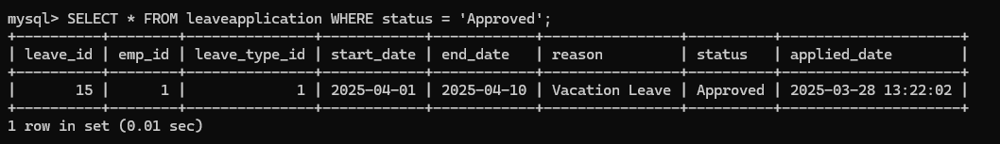 mysql> SELECT * FROM leaveapplication WHERE status = 'Approved';
+----------+--------+---------------+------------+------------+----------------+----------+---------------------+
| leave_id | emp_id | leave_type_id | start_date | end_date   | reason         | status   | applied_date        |
+----------+--------+---------------+------------+------------+----------------+----------+---------------------+
|       15 |      1 |             1 | 2025-04-01 | 2025-04-10 | Vacation Leave | Approved | 2025-03-28 13:22:02 |
+----------+--------+---------------+------------+------------+----------------+----------+---------------------+
1 row in set (0.01 sec)